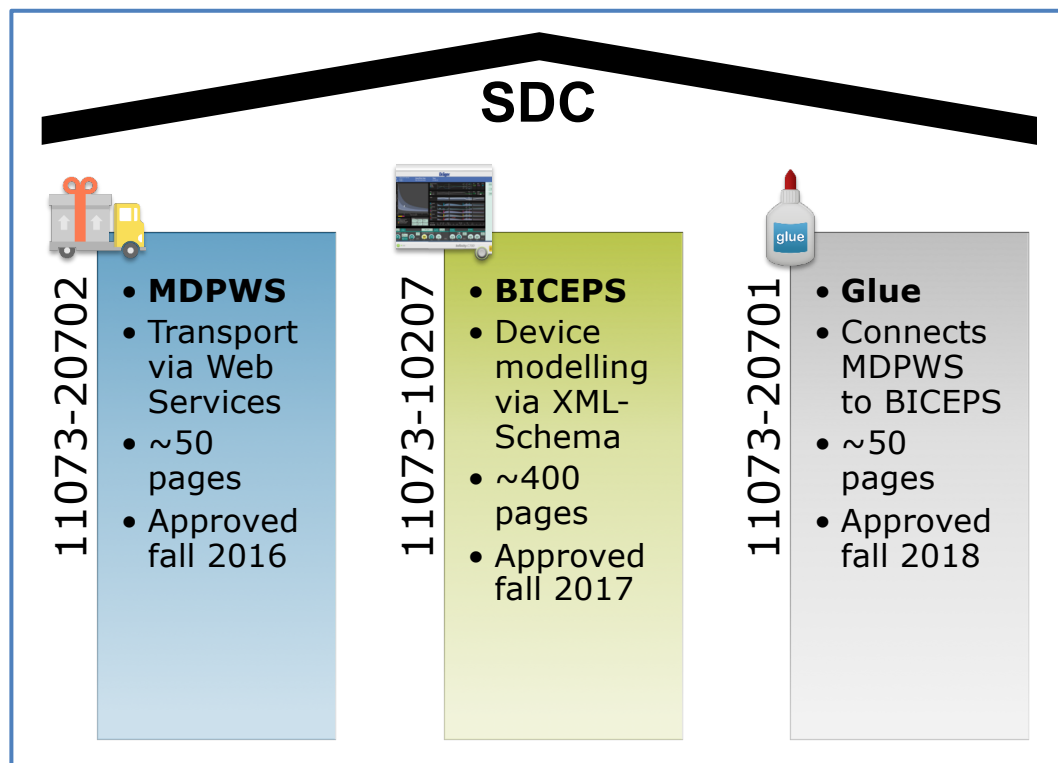 SDC
Dräger
glue
11073-20702
• MDPWS
• Transport
via Web
Services
• ~50
pages
• Approved
fall 2016
11073-10207
• BICEPS
• Device
modelling
via XML-
Schema
• ~400
pages
• Approved
fall 2017
11073-20701
• Glue
• Connects
MDPWS
to BICEPS
• ~50
pages
• Approved
fall 2018